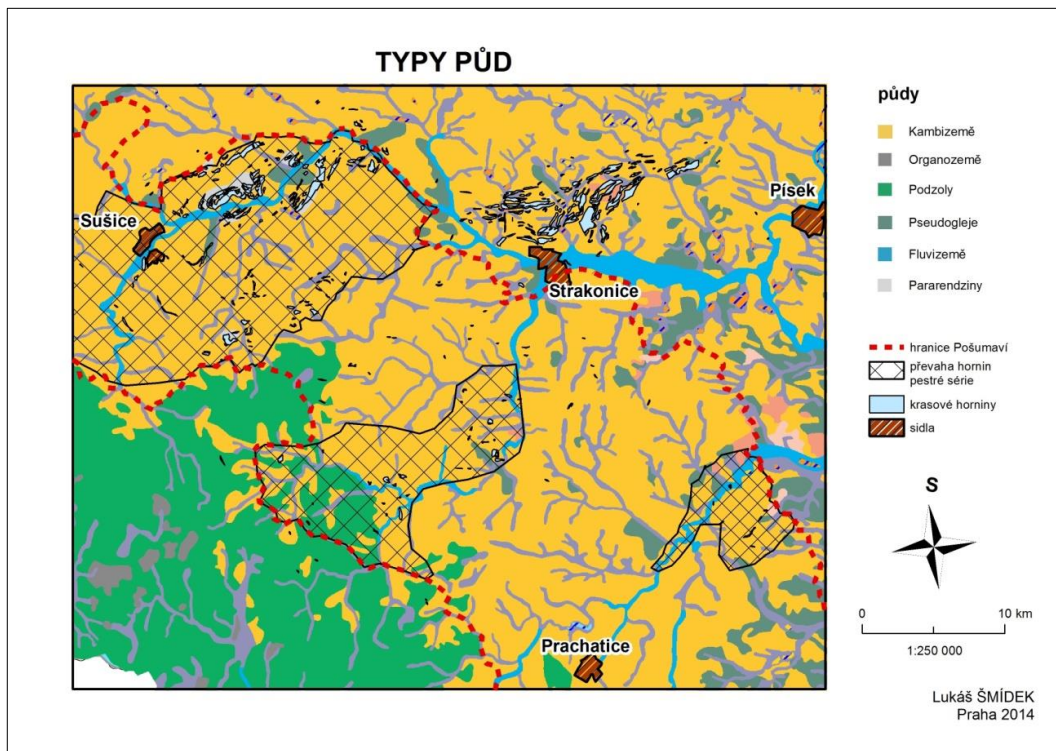 TYPY PŮD
Sušice
Strakonice
Písek
Prachatice
půdy
Kambizemě
Organozemě
Podzoly
Pseudogleje
Fluvizemě
Pararendziny
hranice Pošumaví
převaha hornin
pestré série
krasové horniny
sídla
S
0 10 km
1:250 000
Lukáš ŠMÍDEK
Praha 2014